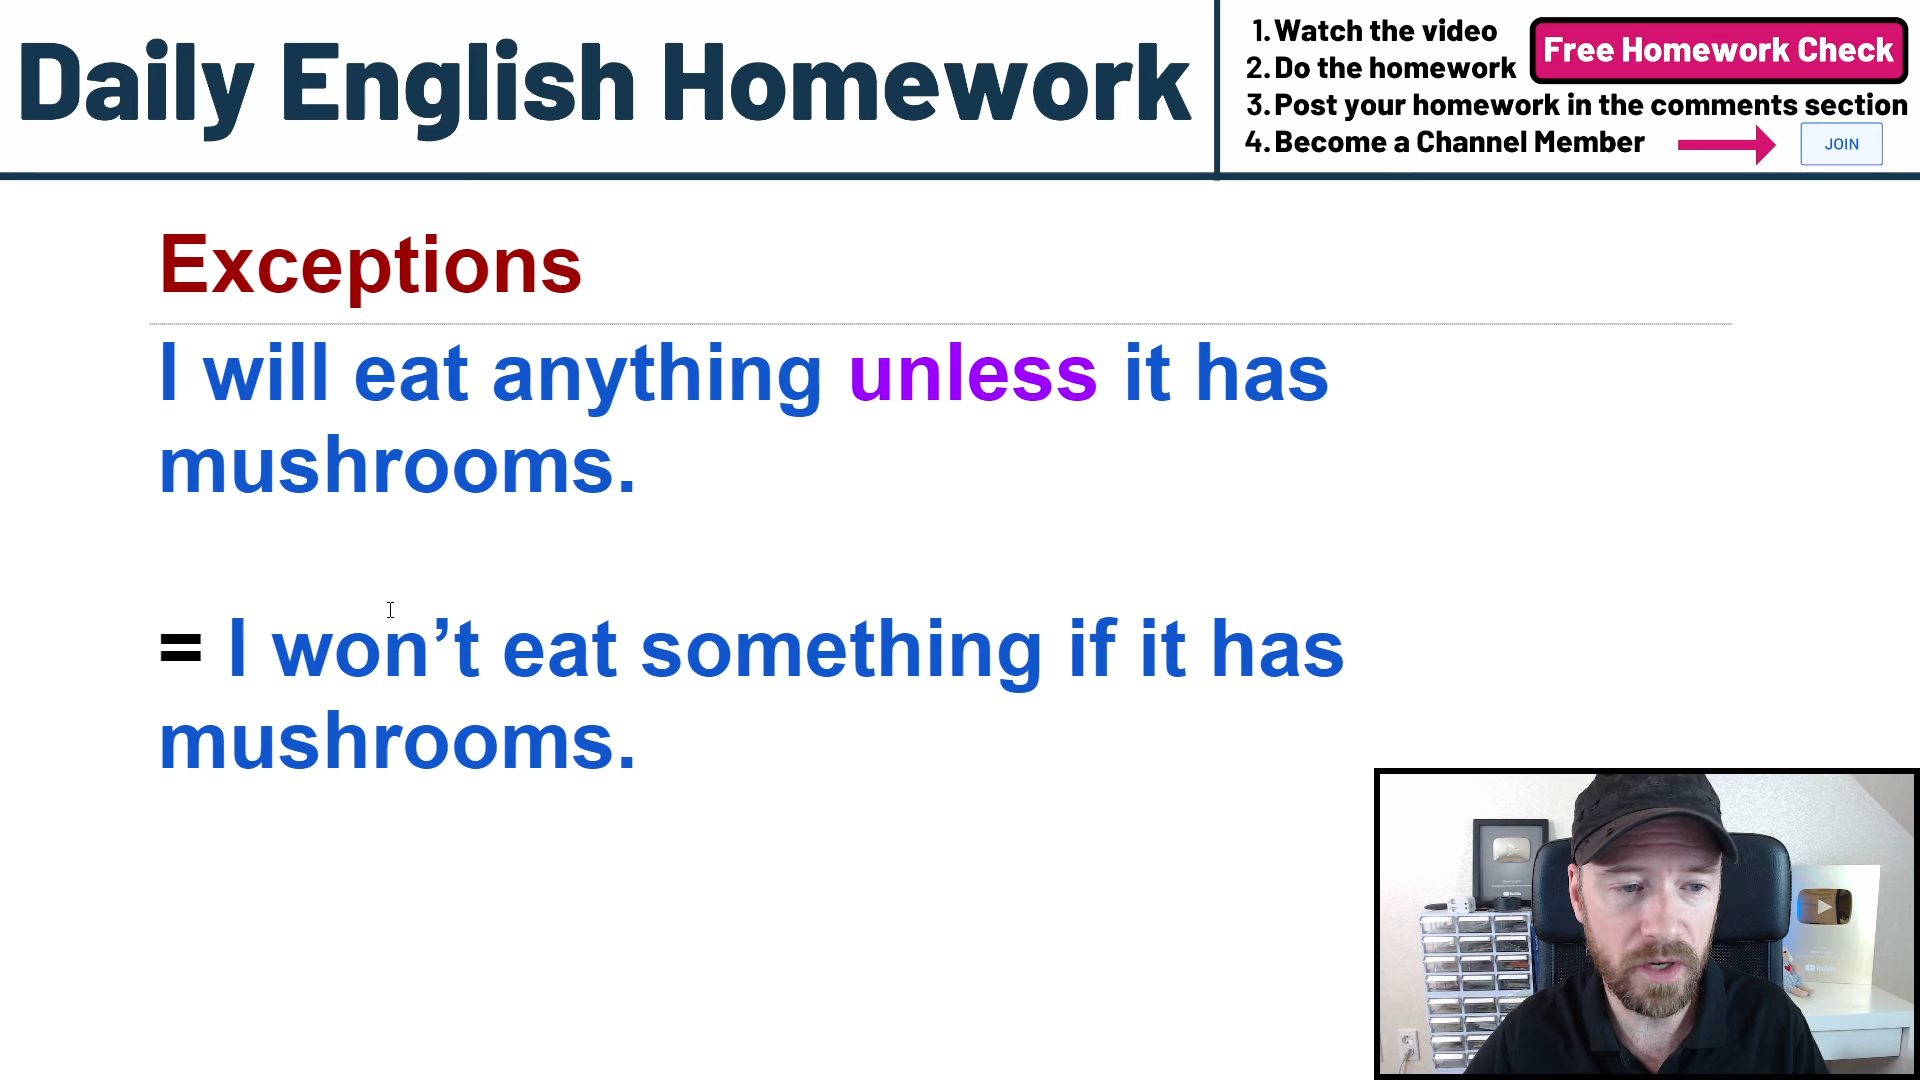 Daily English Homework
1. Watch the video
2. Do the homework
Free Homework Check
3. Post your homework in the comments section
4. Become a Channel Member
JOIN
Exceptions
I will eat anything unless it has
mushrooms.
= I won’t eat something if it has
mushrooms.
YouTube